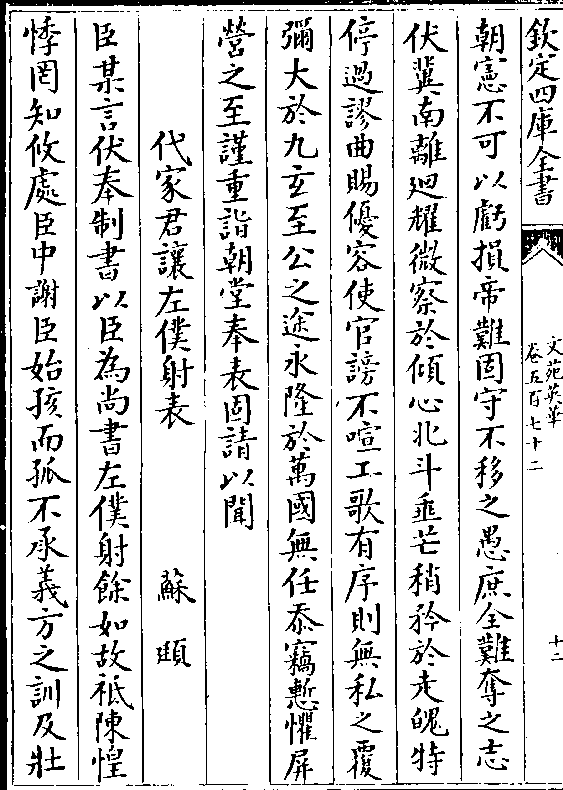 欽定四庫全書
文苑英華
卷五百七十二
十二
朝憲不可以虧損帝難固守不移之愚庶全難奪之志
伏冀南離廻耀微察於傾心北斗垂芒稍矜於走魄特
停過謬曲賜優容使官謗不喧工歌有序則無私之覆
彌大於九玄至公之途永隆於萬國無任忝竊慙懼屏
營之至謹重詣朝堂奉表固請以聞
代家君讓左僕射表　蘇頲
臣某言伏奉制書以臣為尚書左僕射餘如故祗陳惶
悸罔知攸處臣中謝臣始孩而孤不承義方之訓及壯